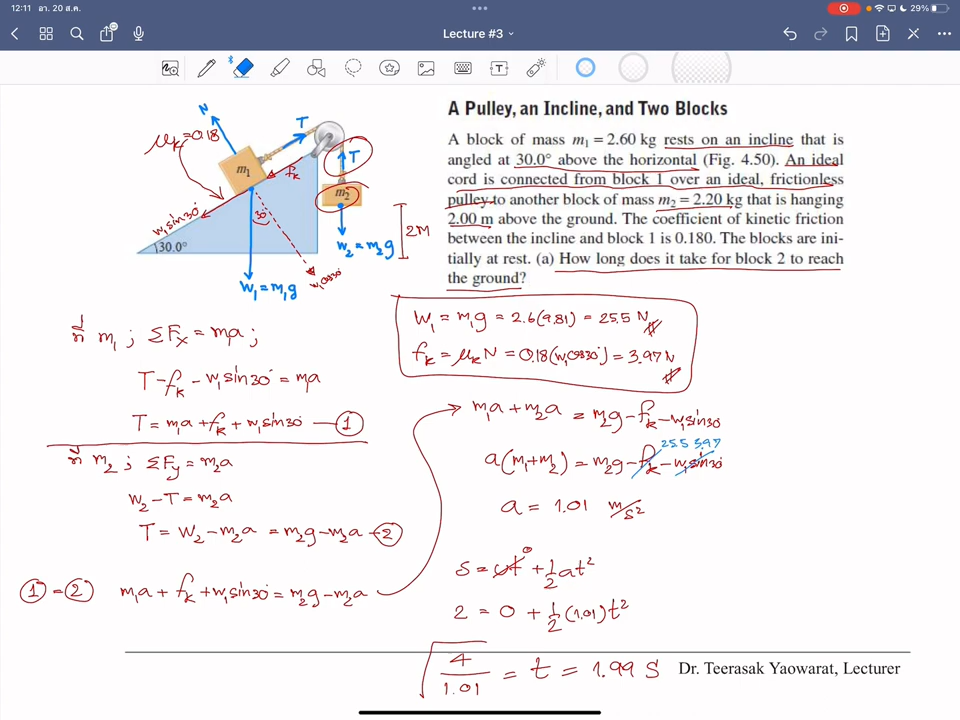 12:11 อา. 20 ส.ค.
29%
Lecture #3
A Pulley, an Incline, and Two Blocks
A block of mass m₁ = 2.60 kg rests on an incline that is
angled at 30.0° above the horizontal (Fig. 4.50). An ideal
cord is connected from block 1 over an ideal, frictionless
pulley to another block of mass m₂ = 2.20 kg that is hanging
2.00 m above the ground. The coefficient of kinetic friction
between the incline and block 1 is 0.180. The blocks are ini-
tially at rest. (a) How long does it take for block 2 to reach
the ground?
μk=0.18
N
T
T
m₁
fk
m₂
w₁sin30°
30°
30.0°
2M
w₂=m₂g
w₁cos30°
w₁=m₁g
w₁ = m₁g = 2.6(9.81) = 25.5 N
fk = μk N = 0.18(w₁cos30°) = 3.97 N
ที่ m₁ ; ΣFx = ma ;
T-fk-w₁sin30° = ma
T = m₁a+fk+w₁sin30° — ①
ที่ m₂ ; ΣFy = m₂a
w₂-T = m₂a
T = w₂-m₂a = m₂g-m₂a — ②
① = ② m₁a+fk+w₁sin30° = m₂g-m₂a
m₁a+m₂a = m₂g-fk-w₁sin30°
25.5 3.97
a(m₁+m₂) = m₂g-fk-w₁sin30°
a = 1.01 m/s²
0
s = ut + ½at²
2 = 0 + ½(1.01)t²
√(4/1.01) = t = 1.99 S
Dr. Teerasak Yaowarat, Lecturer